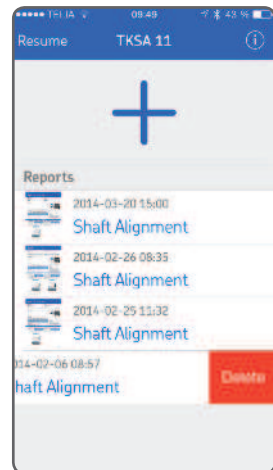 TELIA 09:49 43 %
Resume TKSA 11
Reports
2014-03-20 15:00
Shaft Alignment
2014-02-26 08:35
Shaft Alignment
2014-02-25 11:32
Shaft Alignment
014-02-06 08:57
haft Alignment
Delete